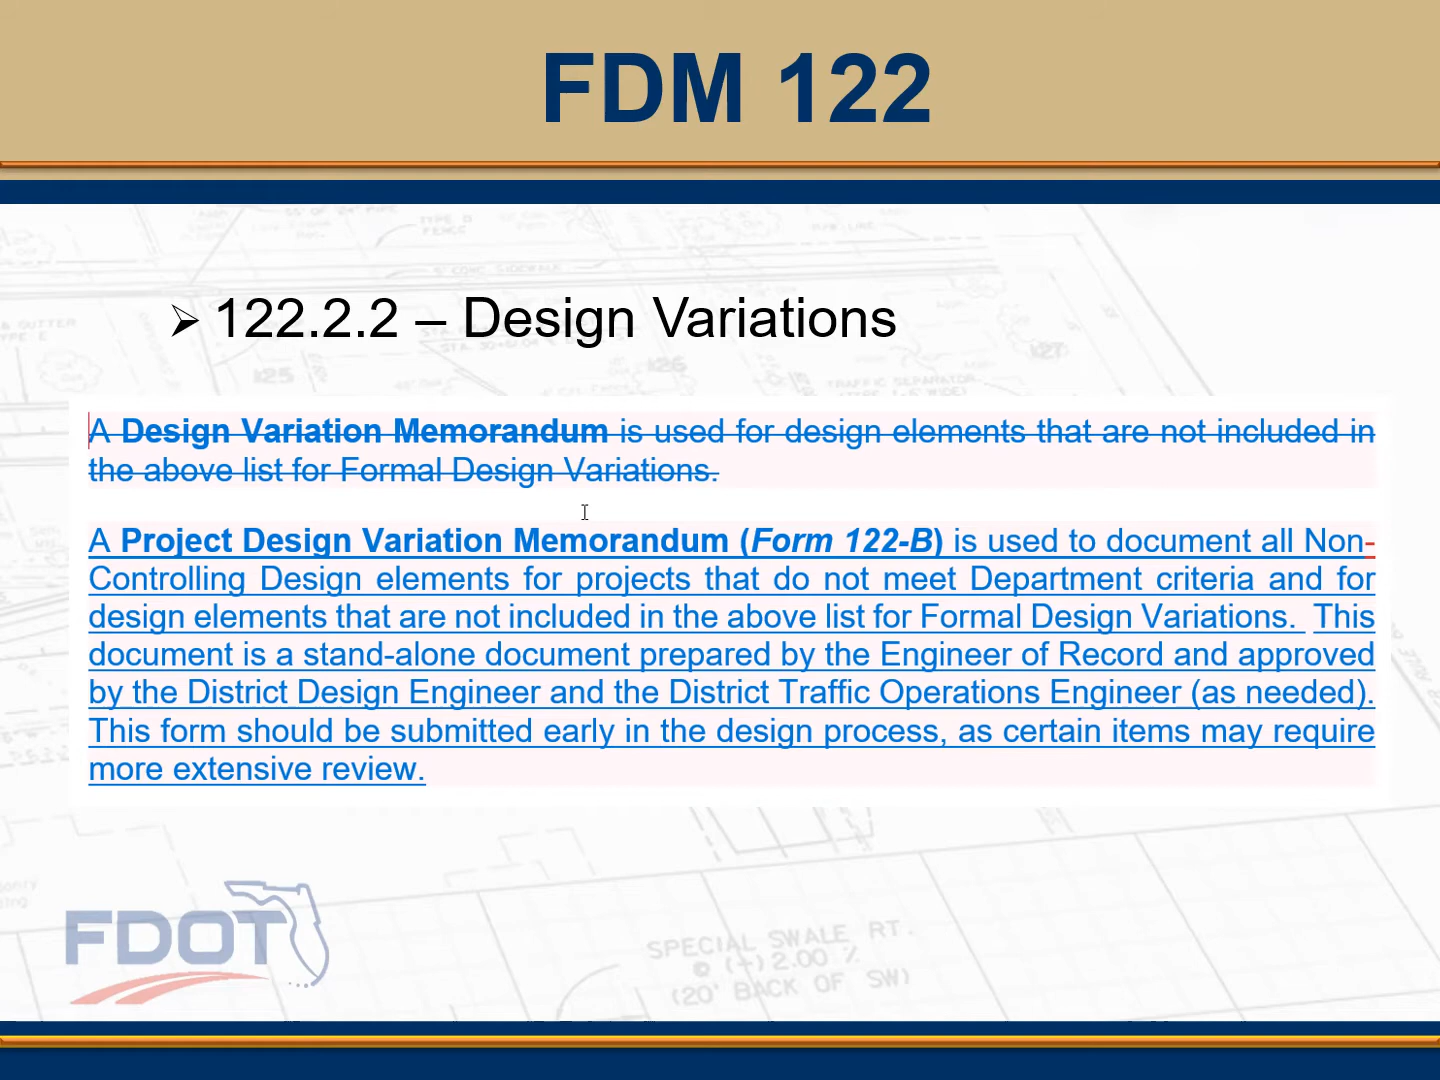 FDM 122
122.2.2 – Design Variations
A Design Variation Memorandum is used for design elements that are not included in
the above list for Formal Design Variations.
A Project Design Variation Memorandum (Form 122-B) is used to document all Non-
Controlling Design elements for projects that do not meet Department criteria and for
design elements that are not included in the above list for Formal Design Variations. This
document is a stand-alone document prepared by the Engineer of Record and approved
by the District Design Engineer and the District Traffic Operations Engineer (as needed).
This form should be submitted early in the design process, as certain items may require
more extensive review.
FDOT
SPECIAL SWALE RT.
@ (-) 2.00 %
(20' BACK OF SW)